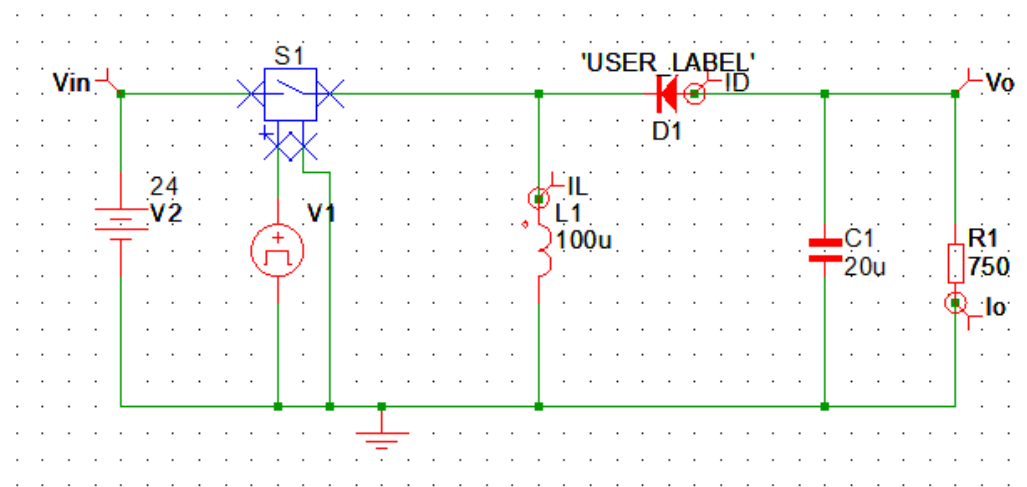 S1
'USER_LABEL'
Vin
ID
Vo
D1
24
V2
V1
IL
L1
100u
C1
20u
R1
750
Io